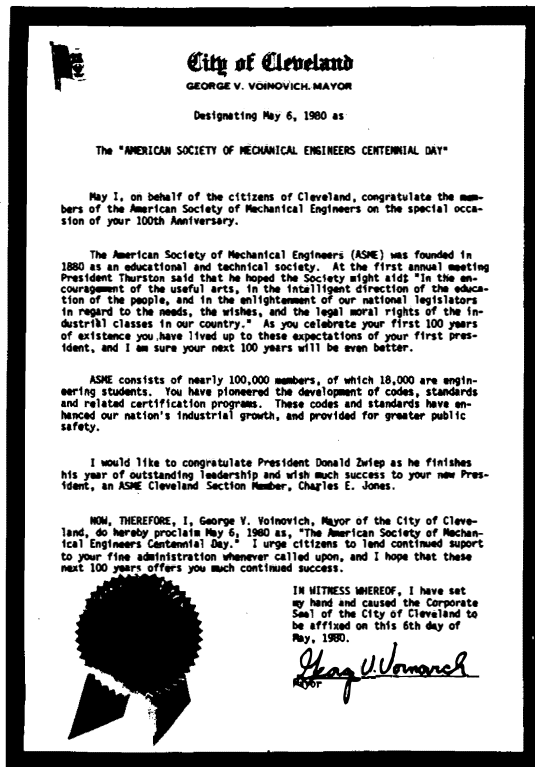 City of Cleveland
GEORGE V. VOINOVICH, MAYOR
Designating May 6, 1980 as
The "AMERICAN SOCIETY OF MECHANICAL ENGINEERS CENTENNIAL DAY"
May I, on behalf of the citizens of Cleveland, congratulate the mem-
bers of the American Society of Mechanical Engineers on the special occa-
sion of your 100th Anniversary.
The American Society of Mechanical Engineers (ASME) was founded in
1880 as an educational and technical society. At the first annual meeting
President Thurston said that he hoped the Society might aid: "In the en-
couragement of the useful arts, in the intelligent direction of the educa-
tion of the people, and in the enlightenment of our national legislators
in regard to the needs, the wishes, and the legal moral rights of the in-
dustrial classes in our country." As you celebrate your first 100 years
of existence you have lived up to these expectations of your first pres-
ident, and I am sure your next 100 years will be even better.
ASME consists of nearly 100,000 members, of which 18,000 are engin-
eering students. You have pioneered the development of codes, standards
and related certification programs. These codes and standards have en-
hanced our nation's industrial growth, and provided for greater public
safety.
I would like to congratulate President Donald Zwiep as he finishes
his year of outstanding leadership and wish much success to your new Pres-
ident, an ASME Cleveland Section Member, Charles E. Jones.
NOW, THEREFORE, I, George V. Voinovich, Mayor of the City of Cleve-
land, do hereby proclaim May 6, 1980 as, "The American Society of Mechan-
ical Engineers Centennial Day." I urge citizens to lend continued suport
to your fine administration whenever called upon, and I hope that these
next 100 years offers you much continued success.
IN WITNESS WHEREOF, I have set
my hand and caused the Corporate
Seal of the City of Cleveland to
be affixed on this 6th day of
May, 1980.
George V. Voinovich
Mayor